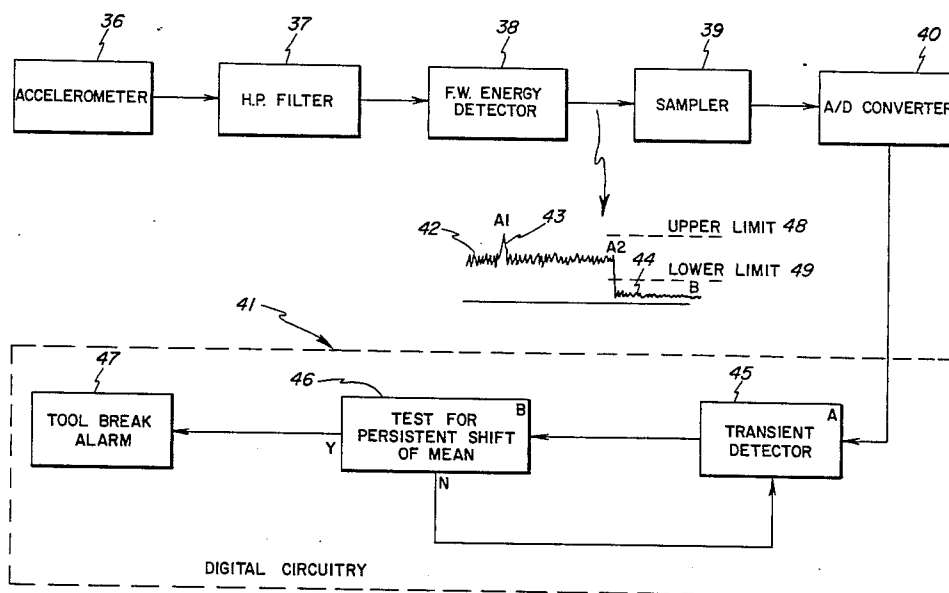 36
37
38
39
40
ACCELEROMETER
H.P. FILTER
F.W. ENERGY
DETECTOR
SAMPLER
A/D CONVERTER
A1
43
42
UPPER LIMIT 48
A2
44
LOWER LIMIT 49
B
41
47
46
45
TOOL BREAK
ALARM
B
TEST FOR
PERSISTENT SHIFT
OF MEAN
Y
N
A
TRANSIENT
DETECTOR
DIGITAL CIRCUITRY